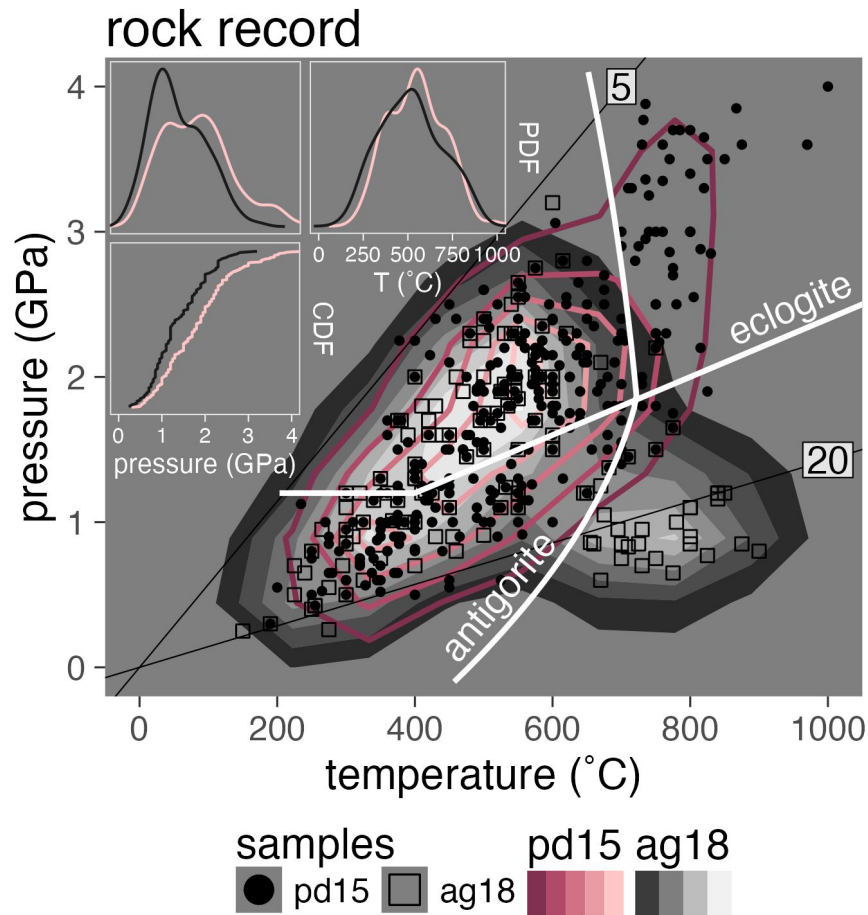 rock record
PDF
0 250 500 750 1000
T (˚C)
CDF
0 1 2 3 4
pressure (GPa)
5
20
eclogite
antigorite
4
3
2
1
0
pressure (GPa)
0 200 400 600 800 1000
temperature (˚C)
samples pd15 ag18
pd15 ag18